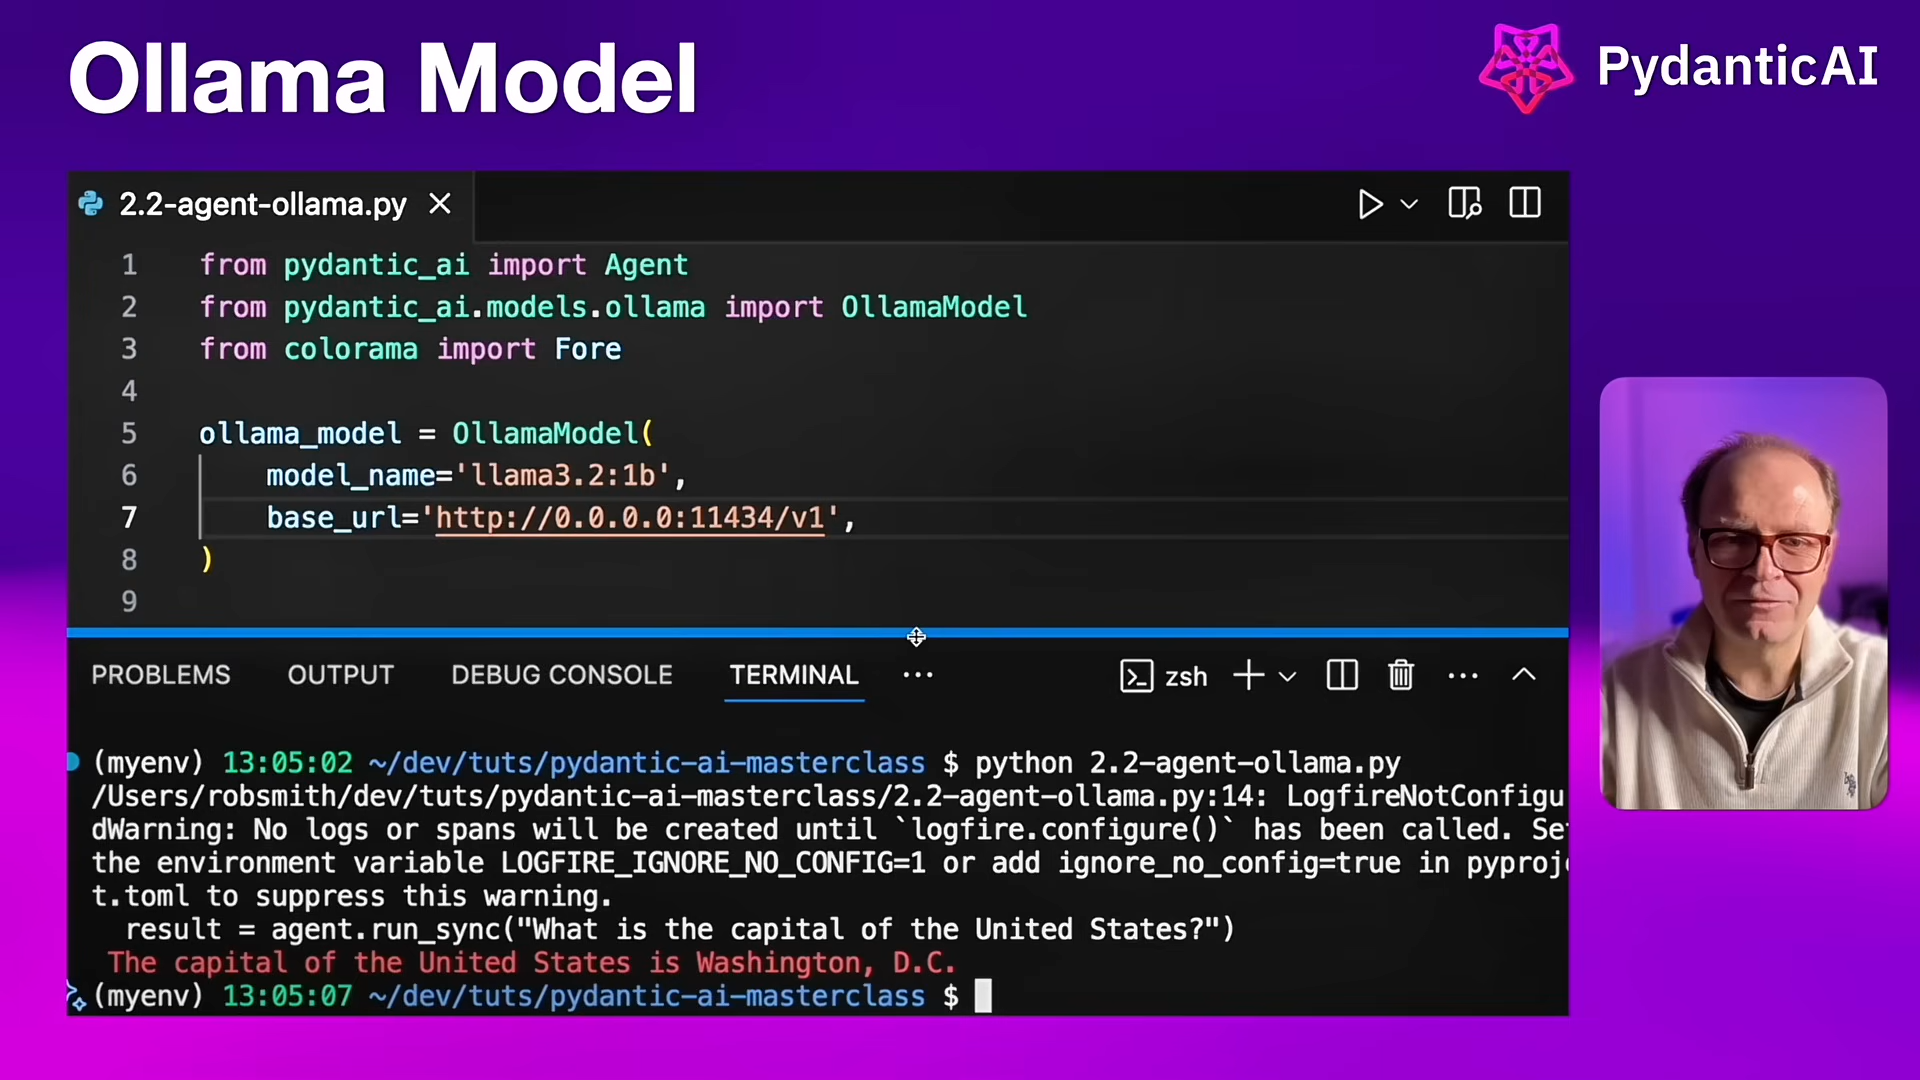 Ollama Model
PydanticAI
2.2-agent-ollama.py
1 from pydantic_ai import Agent
2 from pydantic_ai.models.ollama import OllamaModel
3 from colorama import Fore
4
5 ollama_model = OllamaModel(
6 model_name='llama3.2:1b',
7 base_url='http://0.0.0.0:11434/v1',
8 )
9
PROBLEMS OUTPUT DEBUG CONSOLE TERMINAL ... zsh
(myenv) 13:05:02 ~/dev/tuts/pydantic-ai-masterclass $ python 2.2-agent-ollama.py
/Users/robsmith/dev/tuts/pydantic-ai-masterclass/2.2-agent-ollama.py:14: LogfireNotConfigu
dWarning: No logs or spans will be created until `logfire.configure()` has been called. Set
the environment variable LOGFIRE_IGNORE_NO_CONFIG=1 or add ignore_no_config=true in pyproj
t.toml to suppress this warning.
result = agent.run_sync("What is the capital of the United States?")
The capital of the United States is Washington, D.C.
(myenv) 13:05:07 ~/dev/tuts/pydantic-ai-masterclass $